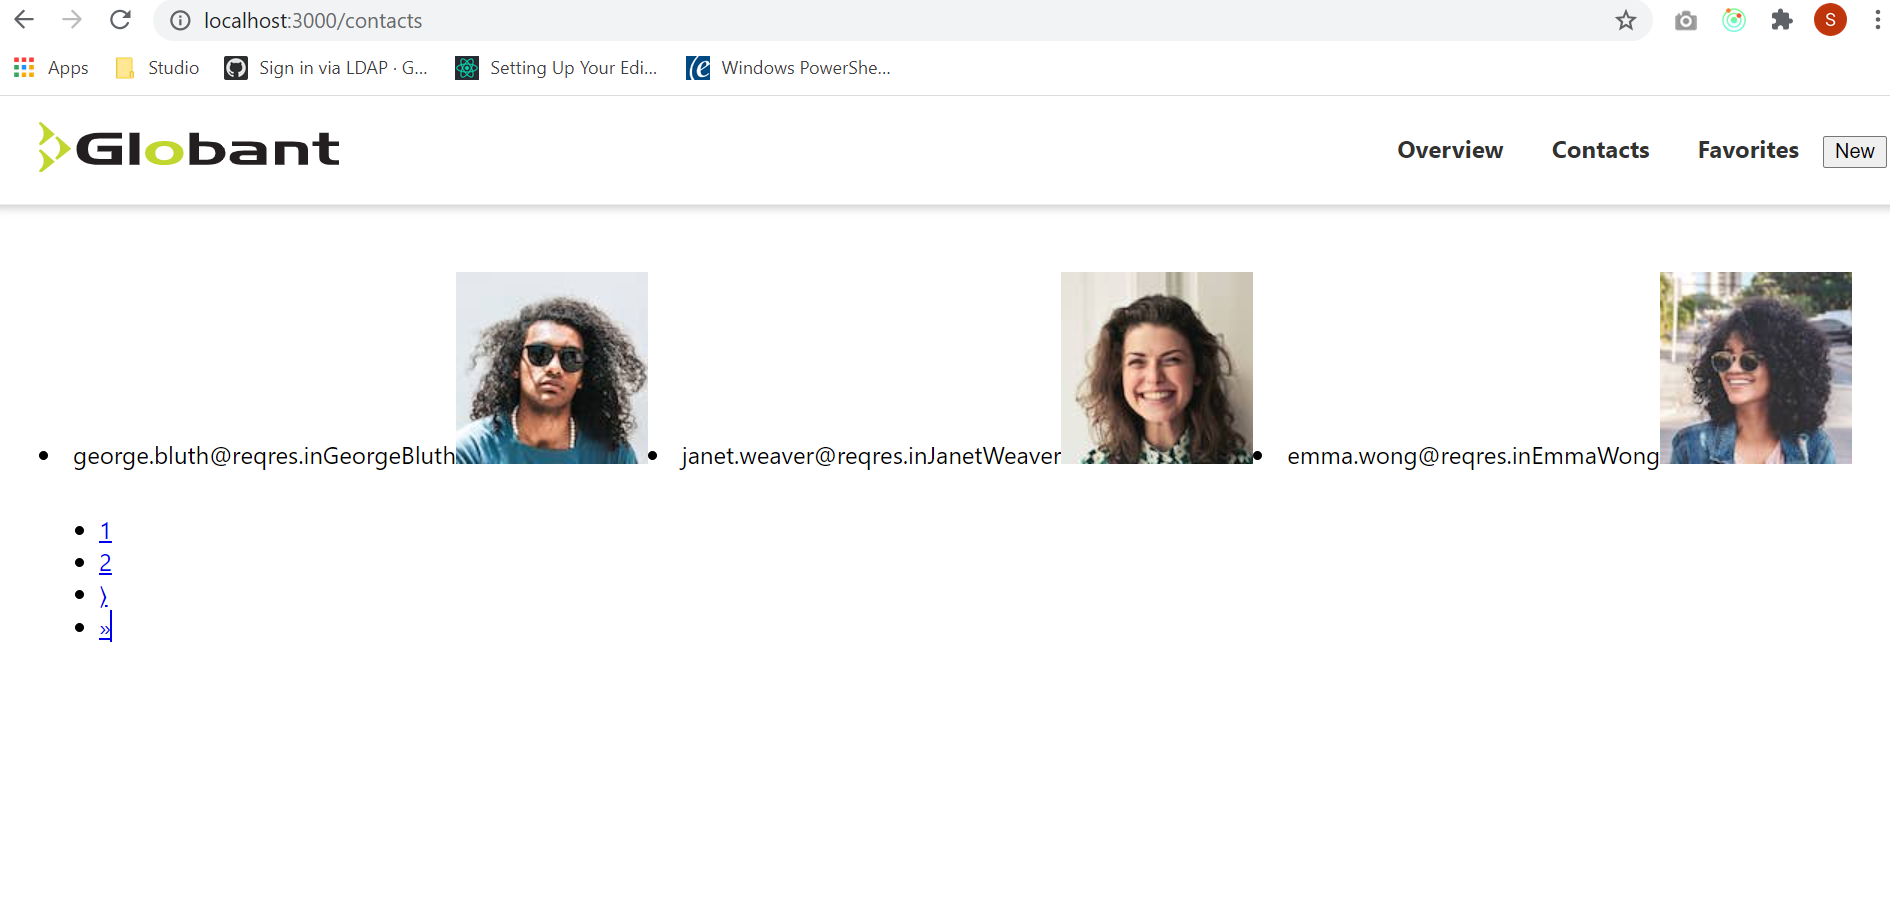 localhost:3000/contacts
S
Apps
Studio
Sign in via LDAP · G...
Setting Up Your Edi...
Windows PowerShe...
Globant
Overview
Contacts
Favorites
New
george.bluth@reqres.inGeorgeBluth
janet.weaver@reqres.inJanetWeaver
emma.wong@reqres.inEmmaWong
1
2
⟩
»